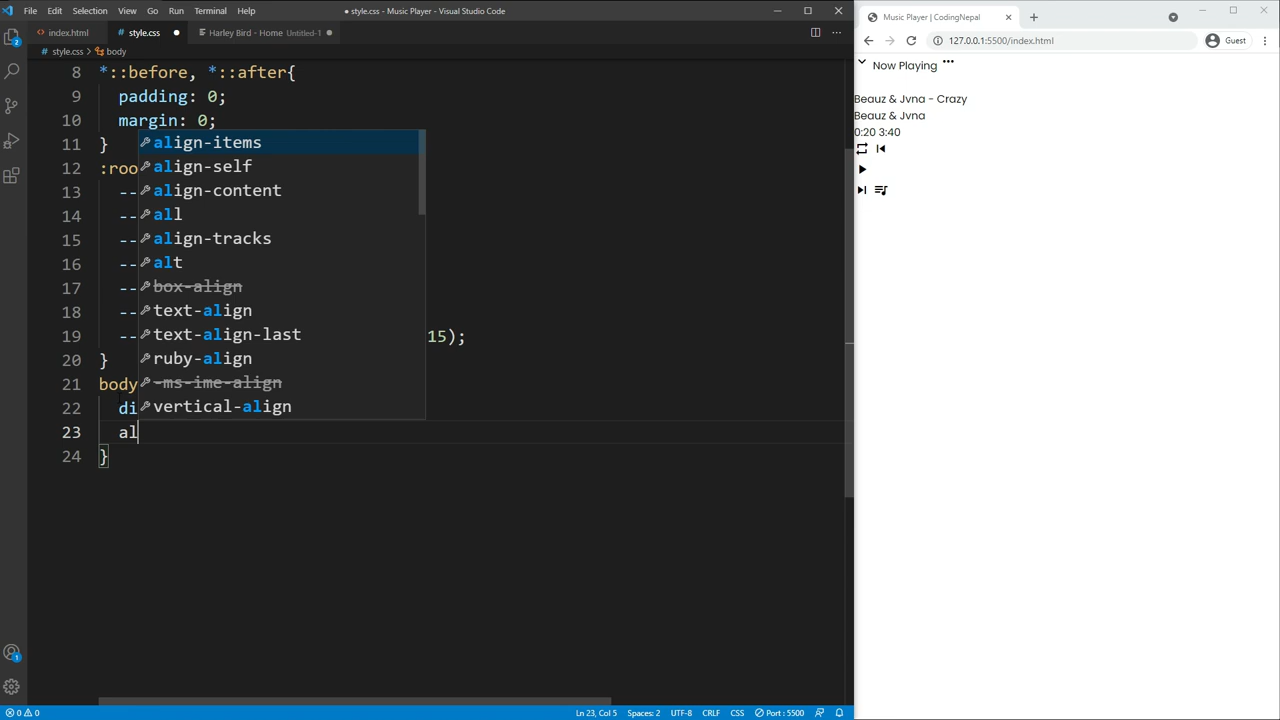 File Edit Selection View Go Run Terminal Help
● style.css - Music Player - Visual Studio Code
index.html
style.css
Harley Bird - Home Untitled-1
style.css > body
8 *::before, *::after{
9 padding: 0;
10 margin: 0;
11 }
12 :roo
13 --
14 --
15 --
16 --
17 --
18 --
19 -- 15);
20 }
21 body
22 di
23 al
24 }
align-items
align-self
align-content
all
align-tracks
alt
box-align
text-align
text-align-last
ruby-align
-ms-ime-align
vertical-align
2
1
0 0
Ln 23, Col 5
Spaces: 2
UTF-8
CRLF
CSS
Port : 5500
Music Player | CodingNepal
127.0.0.1:5500/index.html
Guest
Now Playing
Beauz & Jvna - Crazy
Beauz & Jvna
0:20 3:40